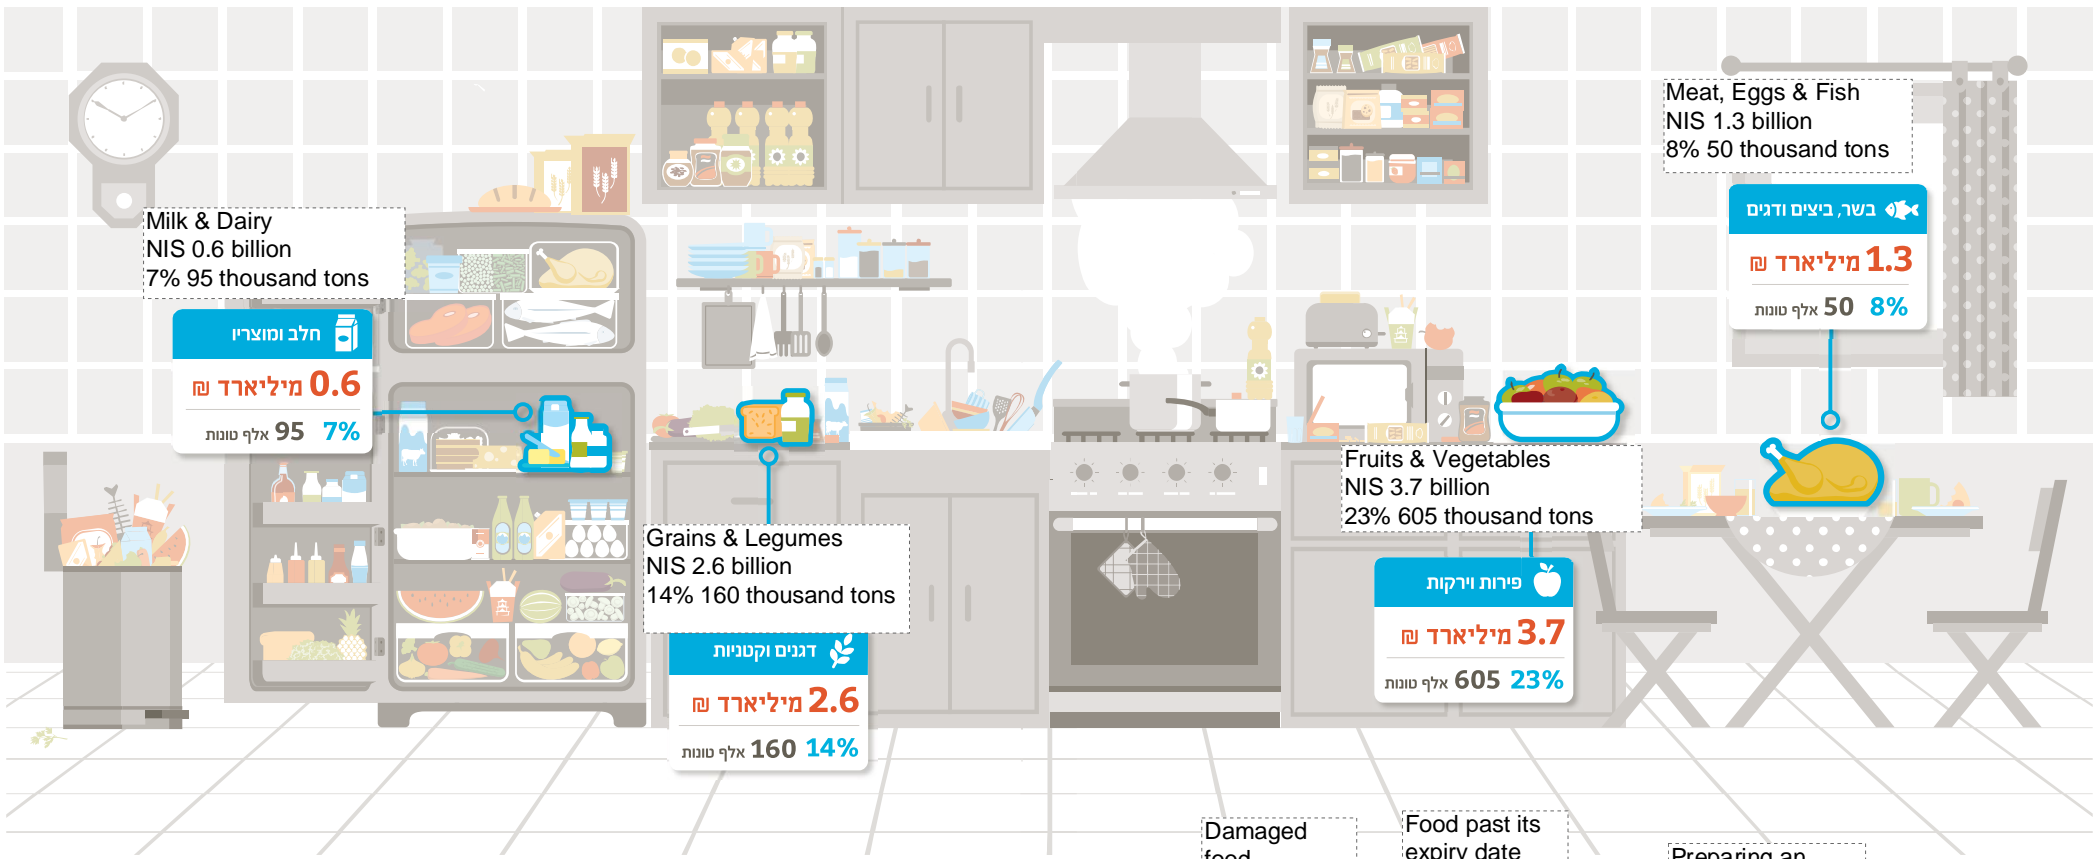 Meat, Eggs & Fish
NIS 1.3 billion
8% 50 thousand tons
בשר, ביצים ודגים
1.3 מיליארד ₪
8% 50 אלף טונות
Milk & Dairy
NIS 0.6 billion
7% 95 thousand tons
חלב ומוצריו
0.6 מיליארד ₪
7% 95 אלף טונות
Fruits & Vegetables
NIS 3.7 billion
23% 605 thousand tons
פירות וירקות
3.7 מיליארד ₪
23% 605 אלף טונות
Grains & Legumes
NIS 2.6 billion
14% 160 thousand tons
דגנים וקטניות
2.6 מיליארד ₪
14% 160 אלף טונות
Damaged
food
Food past its
expiry date
Preparing an